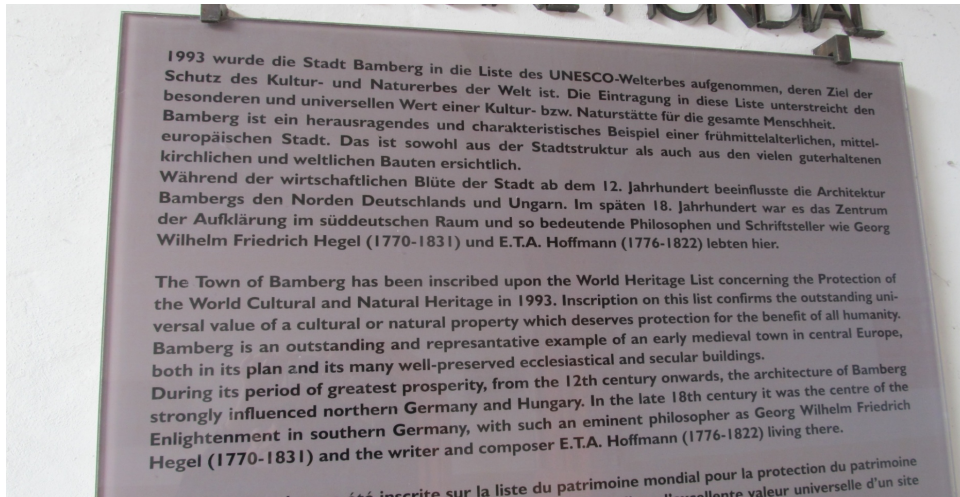 MONDIAL
1993 wurde die Stadt Bamberg in die Liste des UNESCO-Welterbes aufgenommen, deren Ziel der
Schutz des Kultur- und Naturerbes der Welt ist. Die Eintragung in diese Liste unterstreicht den
besonderen und universellen Wert einer Kultur- bzw. Naturstätte für die gesamte Menschheit.
Bamberg ist ein herausragendes und charakteristisches Beispiel einer frühmittelalterlichen, mittel-
europäischen Stadt. Das ist sowohl aus der Stadtstruktur als auch aus den vielen guterhaltenen
kirchlichen und weltlichen Bauten ersichtlich.
Während der wirtschaftlichen Blüte der Stadt ab dem 12. Jahrhundert beeinflusste die Architektur
Bambergs den Norden Deutschlands und Ungarn. Im späten 18. Jahrhundert war es das Zentrum
der Aufklärung im süddeutschen Raum und so bedeutende Philosophen und Schriftsteller wie Georg
Wilhelm Friedrich Hegel (1770-1831) und E.T.A. Hoffmann (1776-1822) lebten hier.
The Town of Bamberg has been inscribed upon the World Heritage List concerning the Protection of
the World Cultural and Natural Heritage in 1993. Inscription on this list confirms the outstanding uni-
versal value of a cultural or natural property which deserves protection for the benefit of all humanity.
Bamberg is an outstanding and represantative example of an early medieval town in central Europe,
both in its plan and its many well-preserved ecclesiastical and secular buildings.
During its period of greatest prosperity, from the 12th century onwards, the architecture of Bamberg
strongly influenced northern Germany and Hungary. In the late 18th century it was the centre of the
Enlightenment in southern Germany, with such an eminent philosopher as Georg Wilhelm Friedrich
Hegel (1770-1831) and the writer and composer E.T.A. Hoffmann (1776-1822) living there.
été inscrite sur la liste du patrimoine mondial pour la protection du patrimoine
valeur universelle d'un site